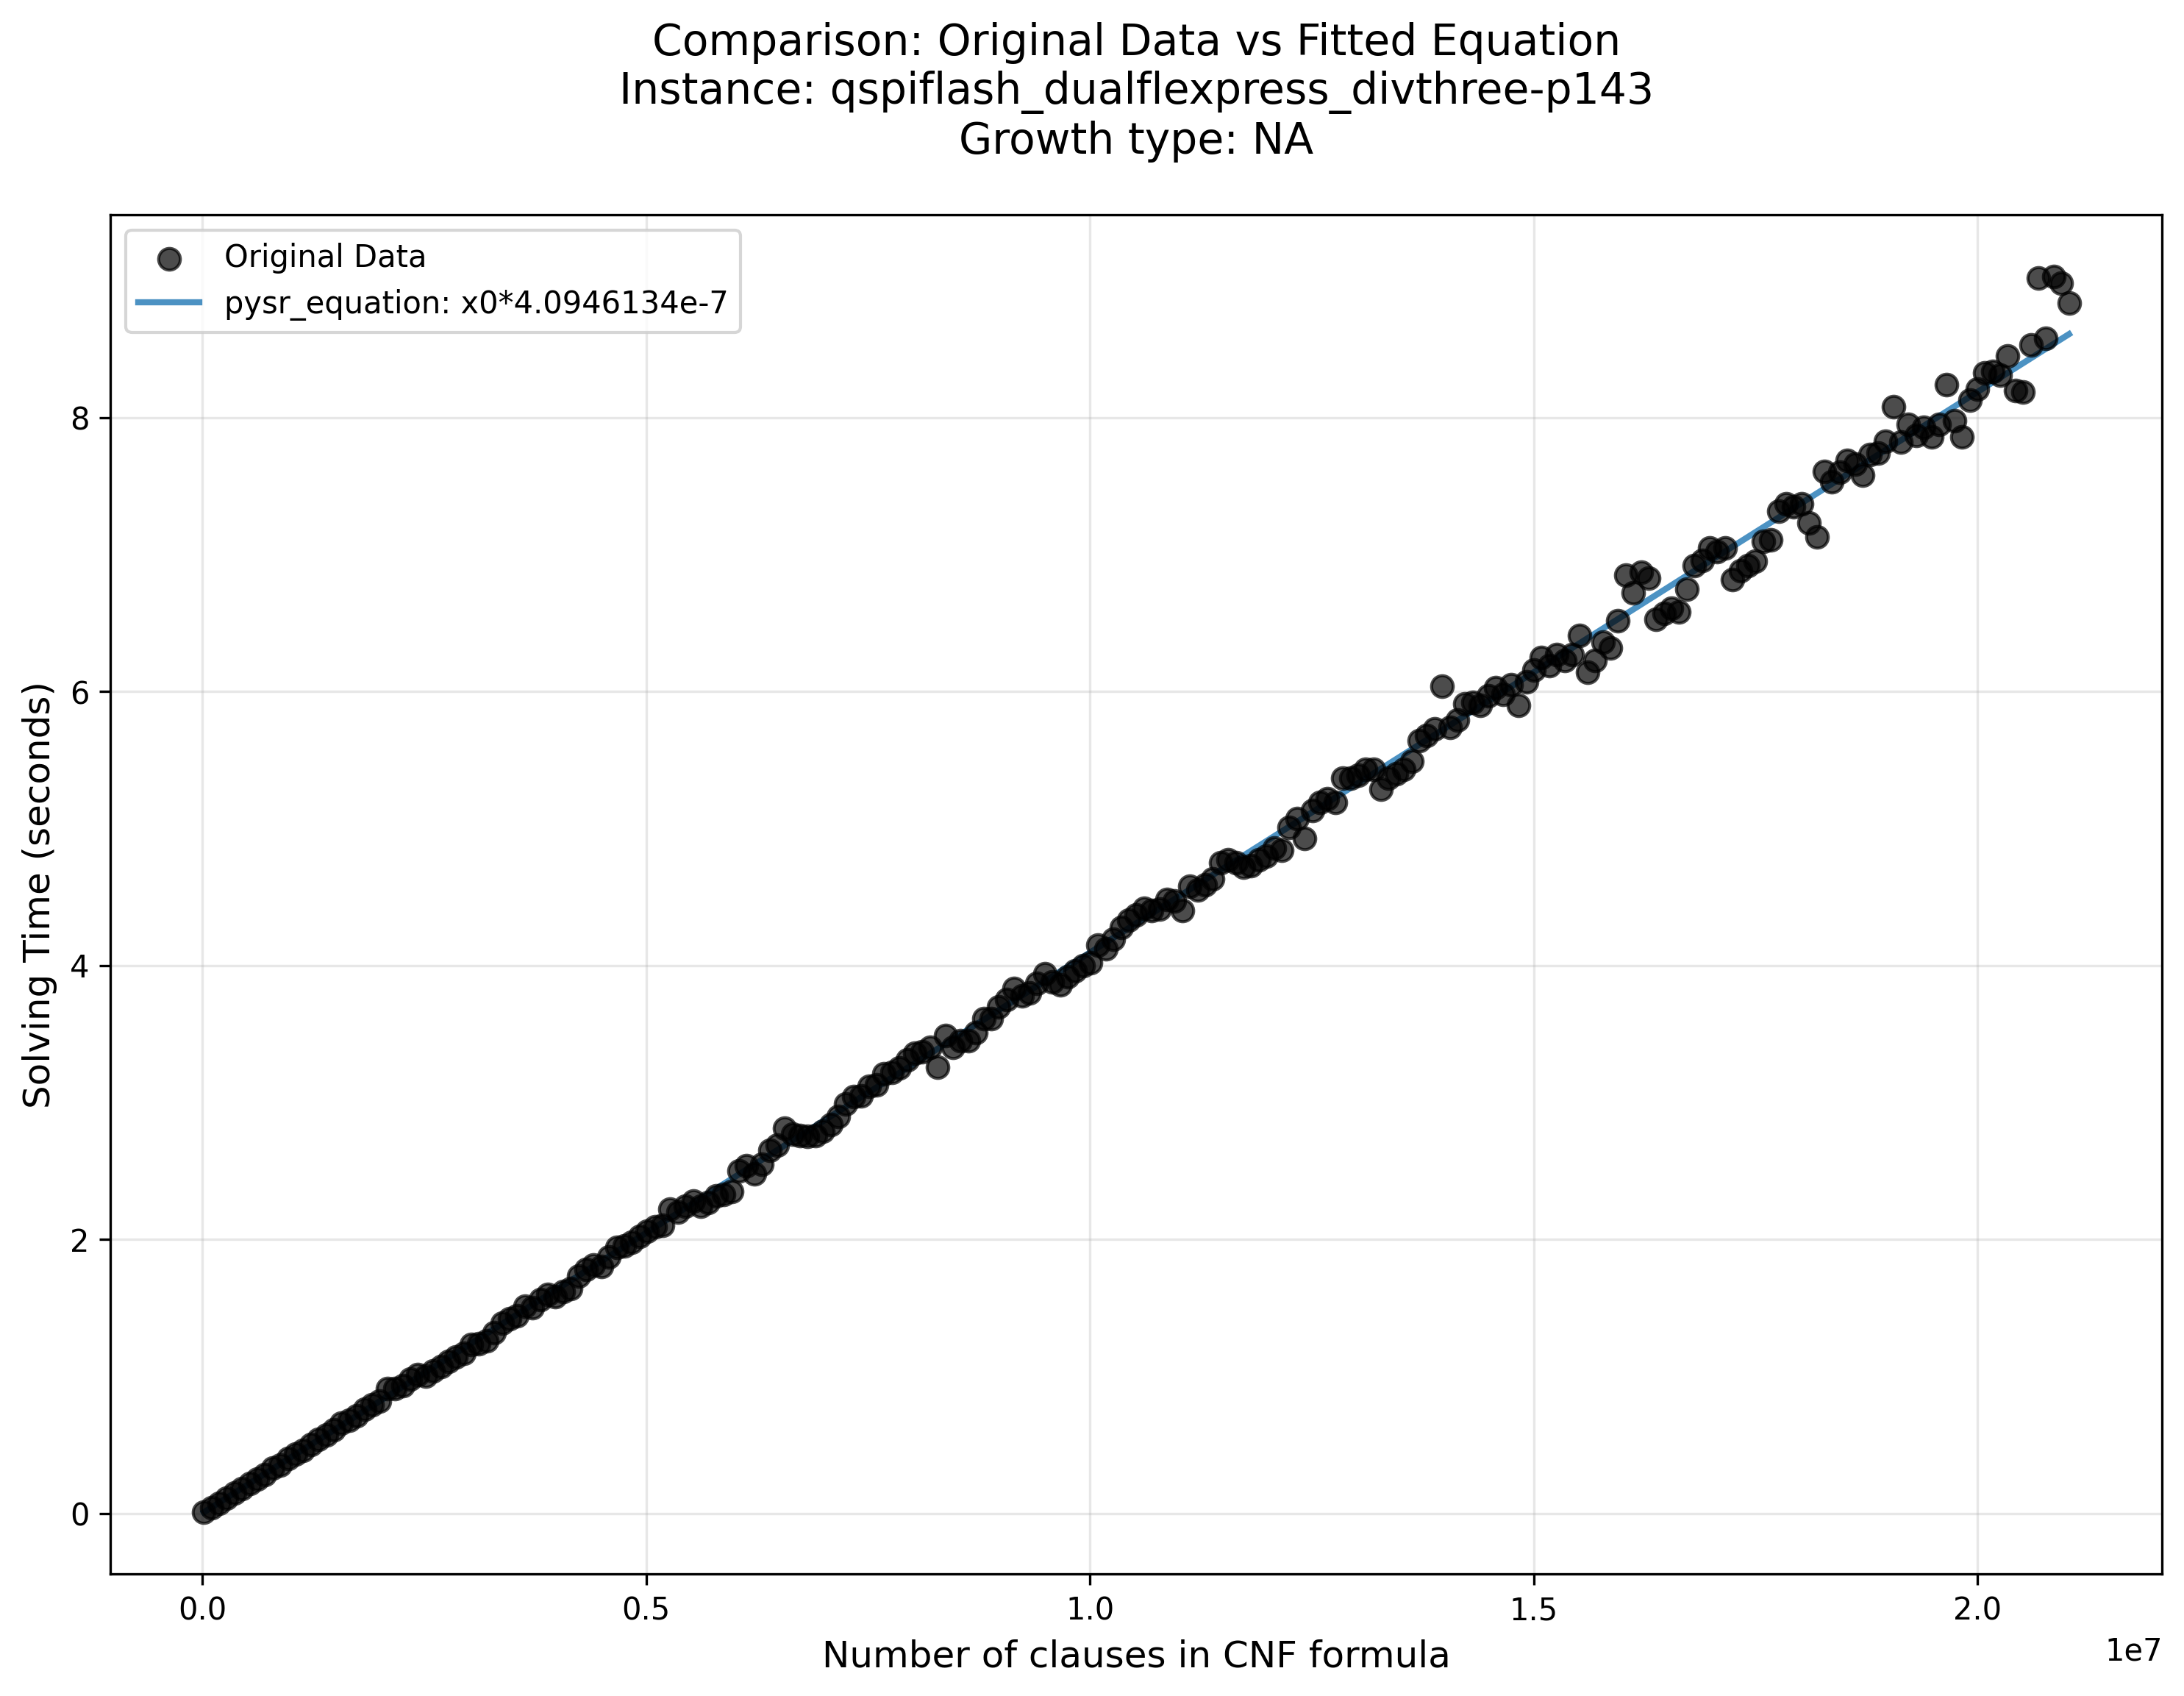 Comparison: Original Data vs Fitted Equation
Instance: qspiflash_dualflexpress_divthree-p143
Growth type: NA
Original Data
pysr_equation: x0*4.0946134e-7
Solving Time (seconds)
8
6
4
2
0
0.0 0.5 1.0 1.5 2.0
1e7
Number of clauses in CNF formula